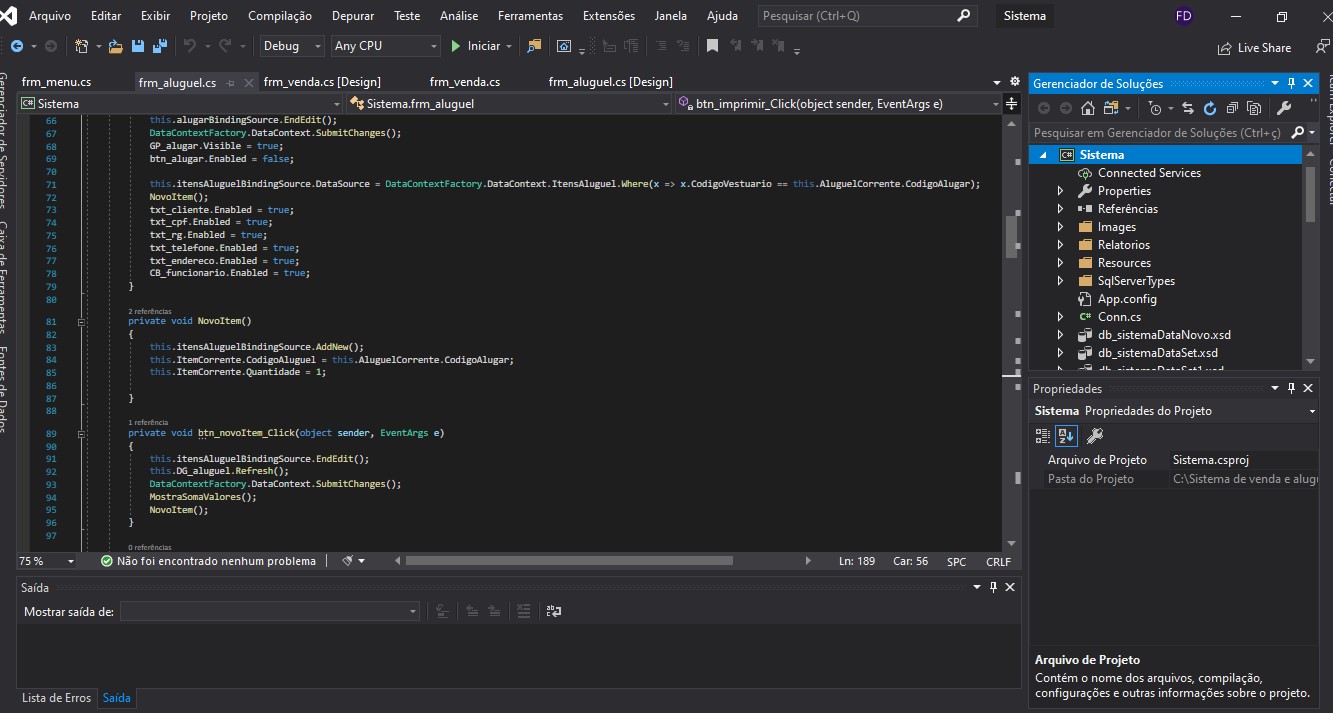 Arquivo Editar Exibir Projeto Compilação Depurar Teste Análise Ferramentas Extensões Janela Ajuda Pesquisar (Ctrl+Q) Sistema FD
Debug Any CPU Iniciar Live Share
frm_menu.cs frm_aluguel.cs frm_venda.cs [Design] frm_venda.cs frm_aluguel.cs [Design]
C# Sistema Sistema.frm_aluguel btn_imprimir_Click(object sender, EventArgs e)
66 this.alugarBindingSource.EndEdit();
67 DataContextFactory.DataContext.SubmitChanges();
68 GP_alugar.Visible = true;
69 btn_alugar.Enabled = false;
70
71 this.itensAluguelBindingSource.DataSource = DataContextFactory.DataContext.ItensAluguel.Where(x => x.CodigoVestuario == this.AluguelCorrente.CodigoAlugar);
72 NovoItem();
73 txt_cliente.Enabled = true;
74 txt_cpf.Enabled = true;
75 txt_rg.Enabled = true;
76 txt_telefone.Enabled = true;
77 txt_endereco.Enabled = true;
78 CB_funcionario.Enabled = true;
79 }
80
2 referências
81 private void NovoItem()
82 {
83 this.itensAluguelBindingSource.AddNew();
84 this.ItemCorrente.CodigoAluguel = this.AluguelCorrente.CodigoAlugar;
85 this.ItemCorrente.Quantidade = 1;
86
87 }
88
1 referência
89 private void btn_novoItem_Click(object sender, EventArgs e)
90 {
91 this.itensAluguelBindingSource.EndEdit();
92 this.DG_aluguel.Refresh();
93 DataContextFactory.DataContext.SubmitChanges();
94 MostraSomaValores();
95 NovoItem();
96 }
97
0 referências
75 % Não foi encontrado nenhum problema Ln: 189 Car: 56 SPC CRLF
Saída
Mostrar saída de:
Lista de Erros Saída
Gerenciador de Servidores Caixa de Ferramentas Fontes de Dados
Gerenciador de Soluções
Pesquisar em Gerenciador de Soluções (Ctrl+ç)
C# Sistema
Connected Services
Properties
Referências
Images
Relatorios
Resources
SqlServerTypes
App.config
C# Conn.cs
db_sistemaDataNovo.xsd
db_sistemaDataSet.xsd
db_sistemaDataSet1.xsd
Propriedades
Sistema Propriedades do Projeto
Arquivo de Projeto Sistema.csproj
Pasta do Projeto C:\Sistema de venda e alug
Arquivo de Projeto
Contém o nome dos arquivos, compilação,
configurações e outras informações sobre o projeto.